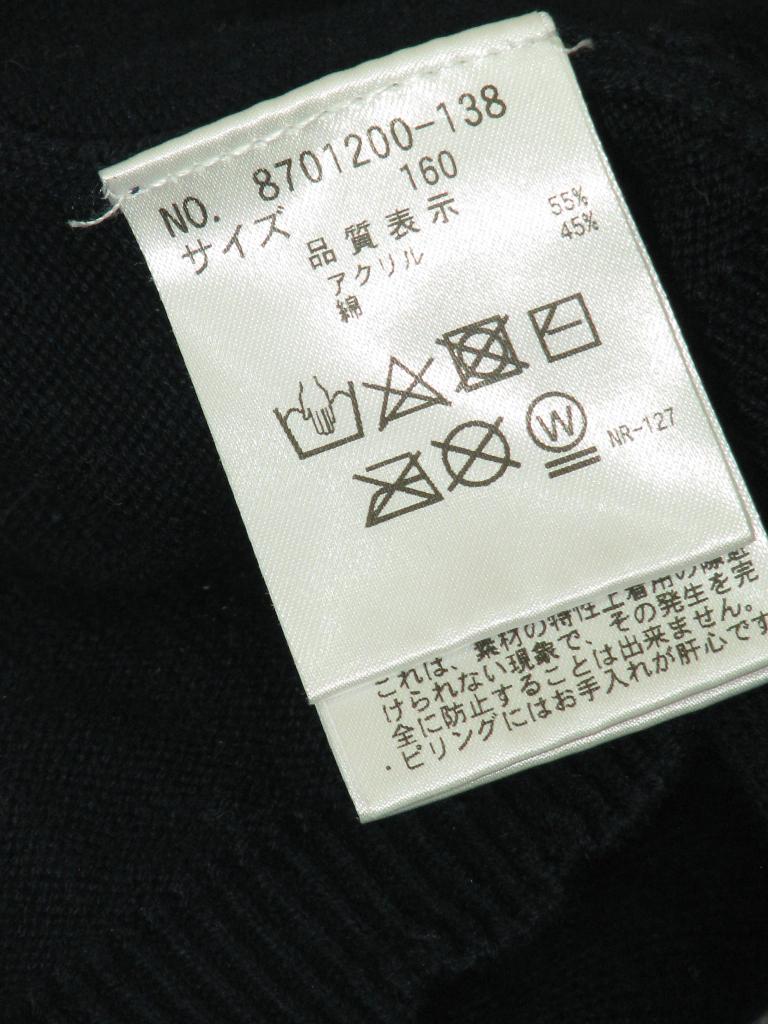 NO. 8701200-138
サイズ 160
品質表示
アクリル 55%
綿 45%
W
NR-127
これは、素材の特性上着用の際避
けられない現象で、その発生を完
全に防止することは出来ません。
・ピリングにはお手入れが肝心です